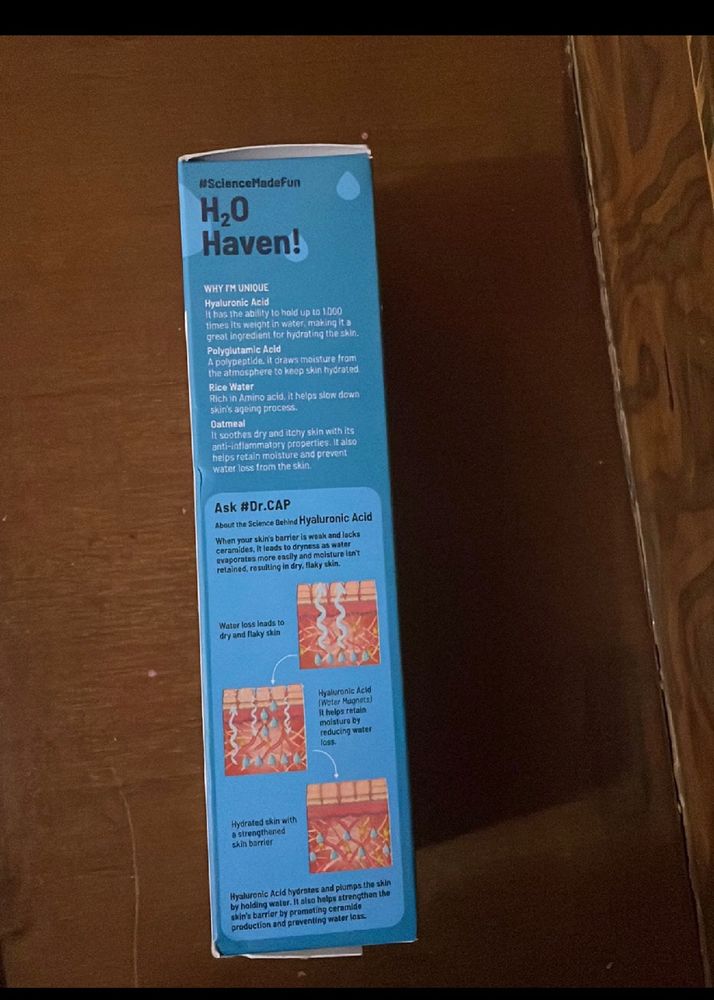 #ScienceMadeFun
H₂O
Haven!
WHY I'M UNIQUE
Hyaluronic Acid
It has the ability to hold up to 1,000
times its weight in water, making it a
great ingredient for hydrating the skin.
Polyglutamic Acid
A polypeptide, it draws moisture from
the atmosphere to keep skin hydrated.
Rice Water
Rich in Amino acid, it helps slow down
skin's ageing process.
Oatmeal
It soothes dry and itchy skin with its
anti-inflammatory properties. It also
helps retain moisture and prevent
water loss from the skin.
Ask #Dr.CAP
About the Science Behind Hyaluronic Acid
When your skin's barrier is weak and lacks
ceramides, it leads to dryness as water
evaporates more easily and moisture isn't
retained, resulting in dry, flaky skin.
Water loss leads to
dry and flaky skin
Hyaluronic Acid
(Water Magnets)
It helps retain
moisture by
reducing water
loss.
Hydrated skin with
a strengthened
skin barrier
Hyaluronic Acid hydrates and plumps the skin
by holding water. It also helps strengthen the
skin's barrier by promoting ceramide
production and preventing water loss.